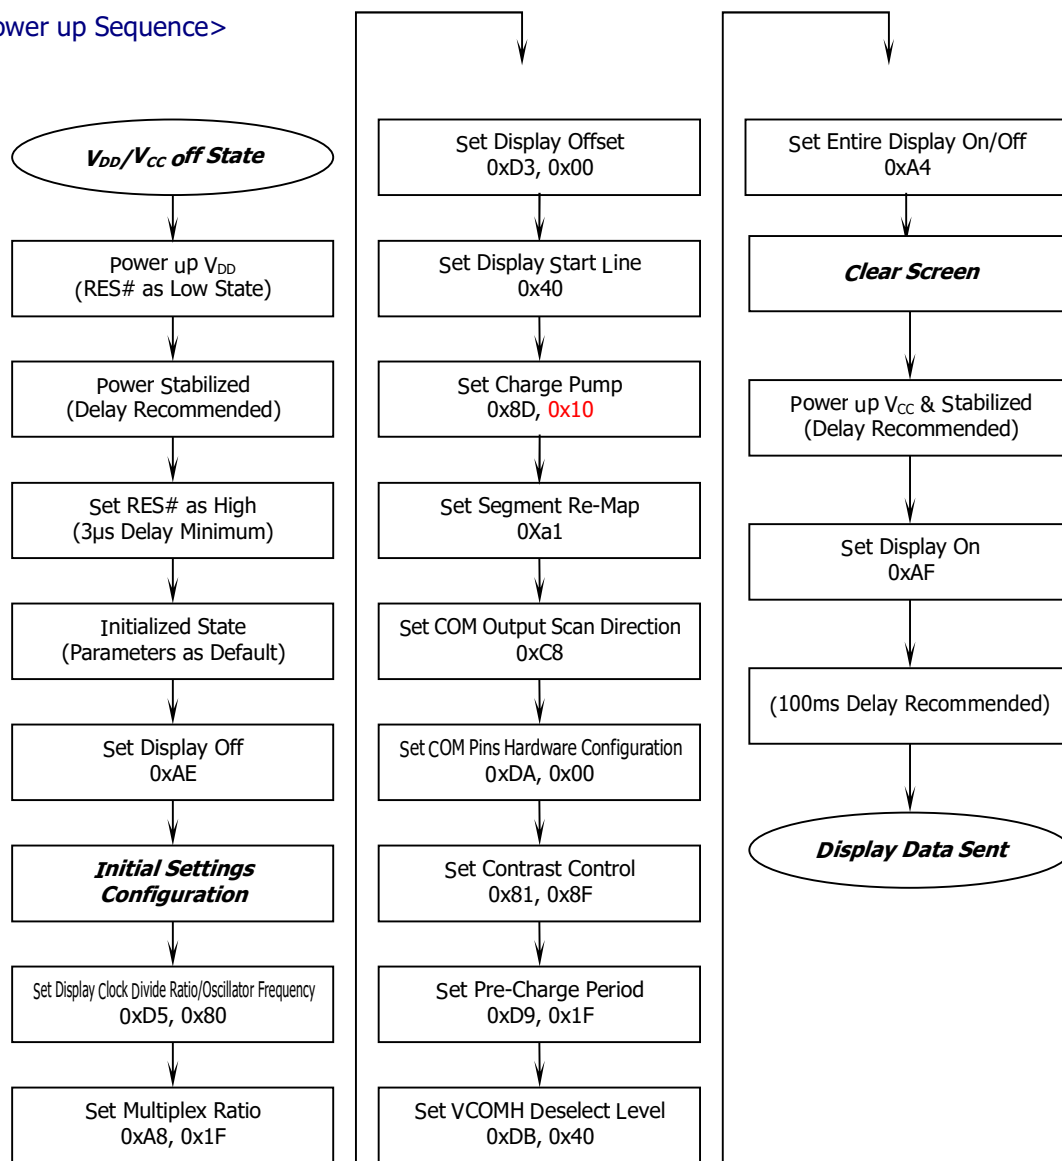 ower up Sequence>
VDD/VCC off State
Power up VDD
(RES# as Low State)
Power Stabilized
(Delay Recommended)
Set RES# as High
(3µs Delay Minimum)
Initialized State
(Parameters as Default)
Set Display Off
0xAE
Initial Settings
Configuration
Set Display Clock Divide Ratio/Oscillator Frequency
0xD5, 0x80
Set Multiplex Ratio
0xA8, 0x1F
Set Display Offset
0xD3, 0x00
Set Display Start Line
0x40
Set Charge Pump
0x8D, 0x10
Set Segment Re-Map
0Xa1
Set COM Output Scan Direction
0xC8
Set COM Pins Hardware Configuration
0xDA, 0x00
Set Contrast Control
0x81, 0x8F
Set Pre-Charge Period
0xD9, 0x1F
Set VCOMH Deselect Level
0xDB, 0x40
Set Entire Display On/Off
0xA4
Clear Screen
Power up VCC & Stabilized
(Delay Recommended)
Set Display On
0xAF
(100ms Delay Recommended)
Display Data Sent